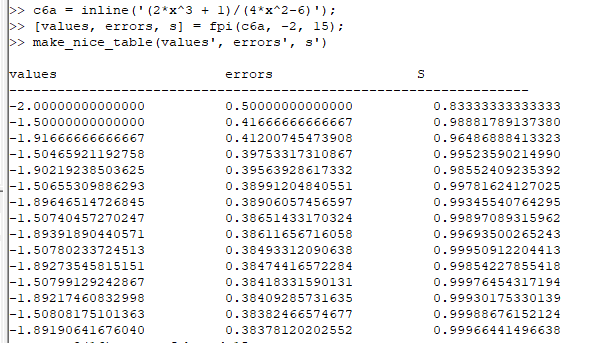 >> c6a = inline('(2*x^3 + 1)/(4*x^2-6)');
>> [values, errors, s] = fpi(c6a, -2, 15);
>> make_nice_table(values', errors', s')
values errors S
--------------------------------------------------------------------
-2.00000000000000 0.50000000000000 0.83333333333333
-1.50000000000000 0.41666666666667 0.98881789137380
-1.91666666666667 0.41200745473908 0.96486888413323
-1.50465921192758 0.39753317310867 0.99523590214990
-1.90219238503625 0.39563928617332 0.98552409235392
-1.50655309886293 0.38991204840551 0.99781624127025
-1.89646514726845 0.38906057456597 0.99345540764295
-1.50740457270247 0.38651433170324 0.99897089315962
-1.89391890440571 0.38611656716058 0.99693500265243
-1.50780233724513 0.38493312090638 0.99950912204413
-1.89273545815151 0.38474416572284 0.99854227855418
-1.50799129242867 0.38418331590131 0.99976454317194
-1.89217460832998 0.38409285731635 0.99930175330139
-1.50808175101363 0.38382466574677 0.99988676152124
-1.89190641676040 0.38378120202552 0.99966441496638